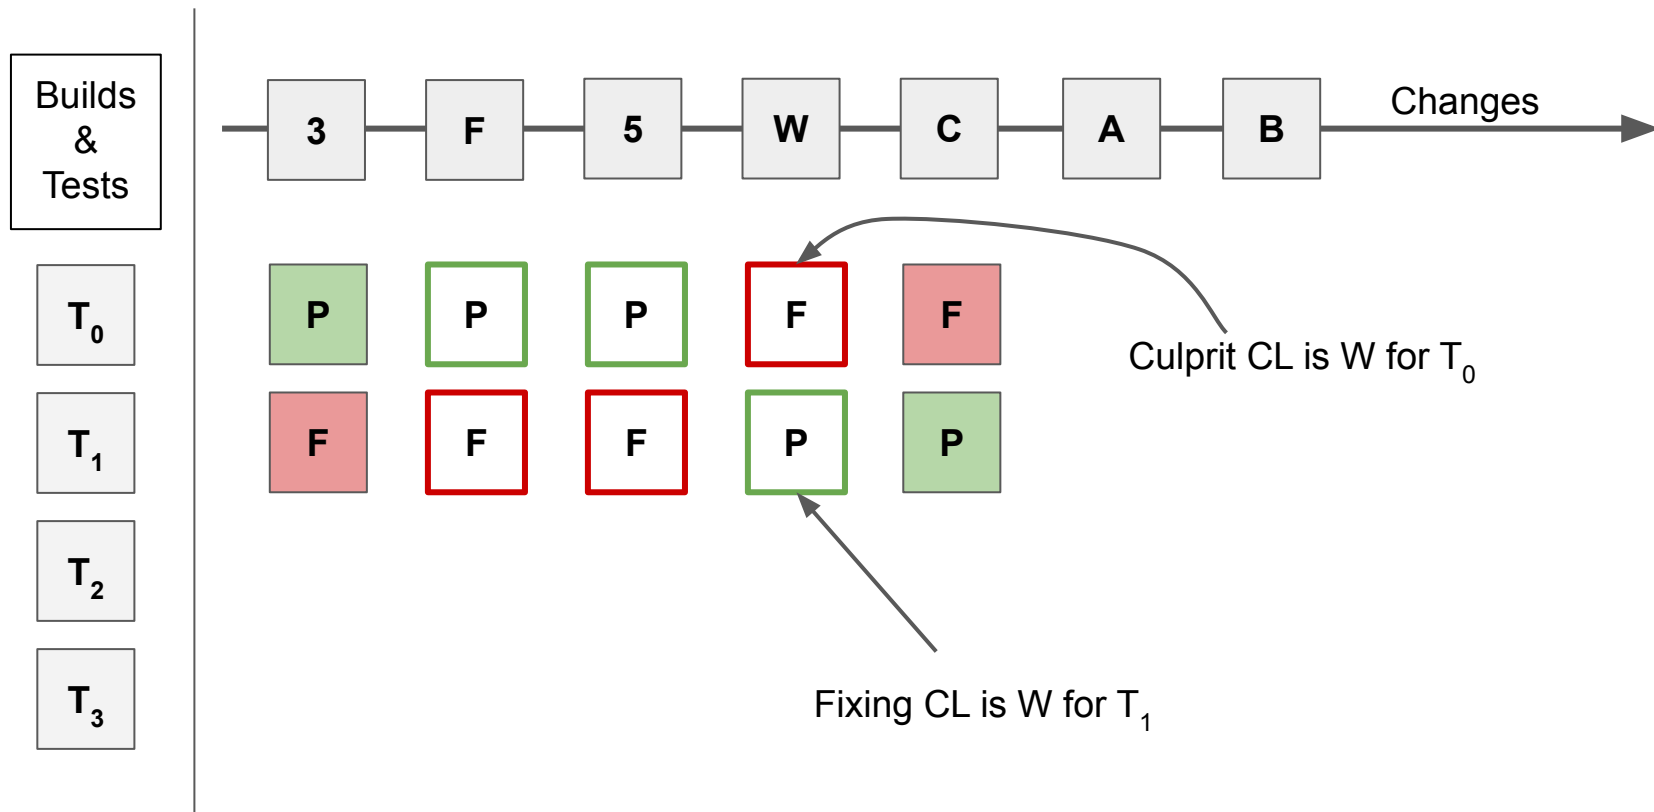 Builds
&
Tests
3 F 5 W C A B
Changes
T0 P P P F F
Culprit CL is W for T0
T1 F F F P P
T2
T3
Fixing CL is W for T1